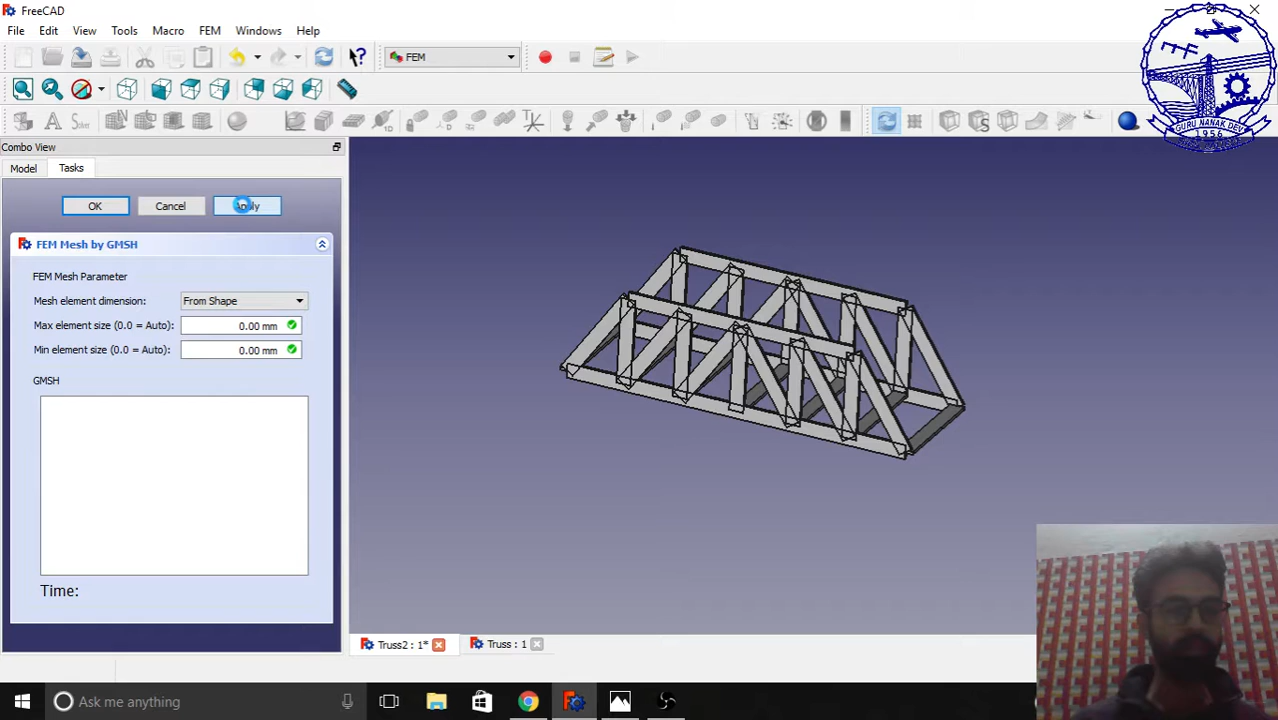 FreeCAD
File Edit View Tools Macro FEM Windows Help
FEM
Combo View
Model Tasks
OK Cancel Apply
FEM Mesh by GMSH
FEM Mesh Parameter
Mesh element dimension: From Shape
Max element size (0.0 = Auto): 0.00 mm
Min element size (0.0 = Auto): 0.00 mm
GMSH
Time:
Truss2 : 1* Truss : 1
Ask me anything
GURU NANAK DEV
1956